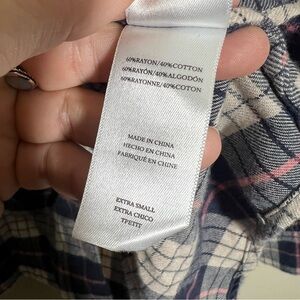 60%RAYON/40%COTTON
60%RAYÓN/40%ALGODÓN
60%RAYONNE/40%COTON
MADE IN CHINA
HECHO EN CHINA
FABRIQUÉ EN CHINE
EXTRA SMALL
EXTRA CHICO
TPETIT